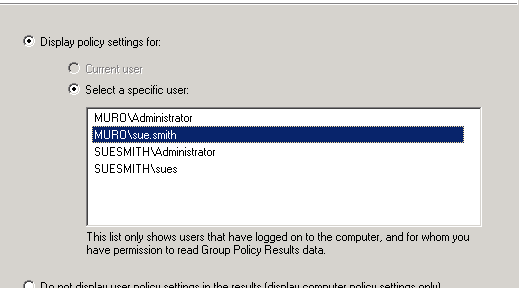 Display policy settings for:
Current user
Select a specific user:
MURO\Administrator
MURO\sue.smith
SUESMITH\Administrator
SUESMITH\sues
This list only shows users that have logged on to the computer, and for whom you
have permission to read Group Policy Results data.
Do not display user policy settings in the results (display computer policy settings only)